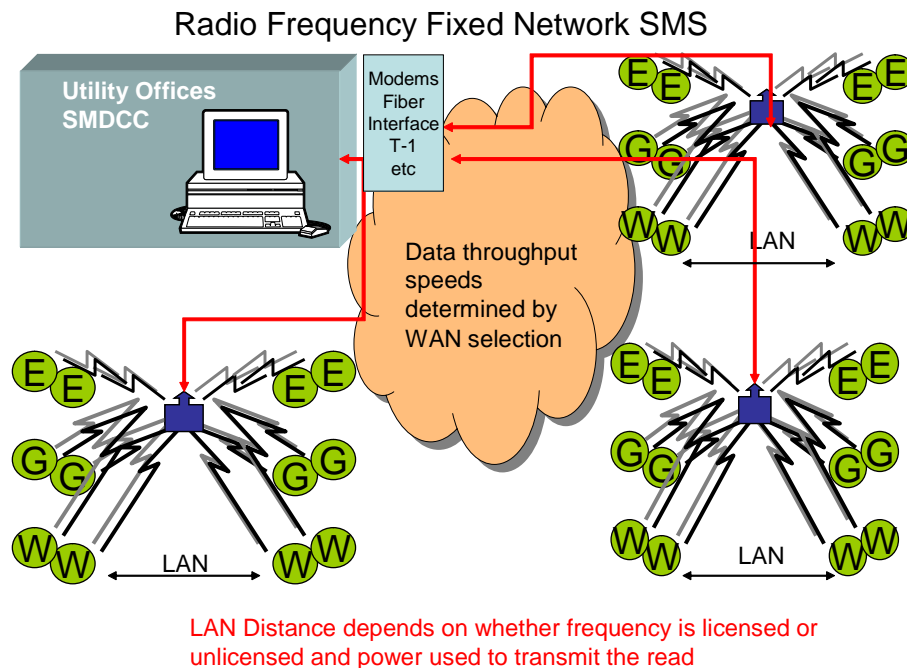 Radio Frequency Fixed Network SMS
Utility Offices
SMDCC
Modems
Fiber
Interface
T-1
etc
E E E E
G G G G
W W W W
LAN
Data throughput
speeds
determined by
WAN selection
E E E E
G G G G
W W W W
LAN
E E E E
G G G G
W W W W
LAN
LAN Distance depends on whether frequency is licensed or
unlicensed and power used to transmit the read